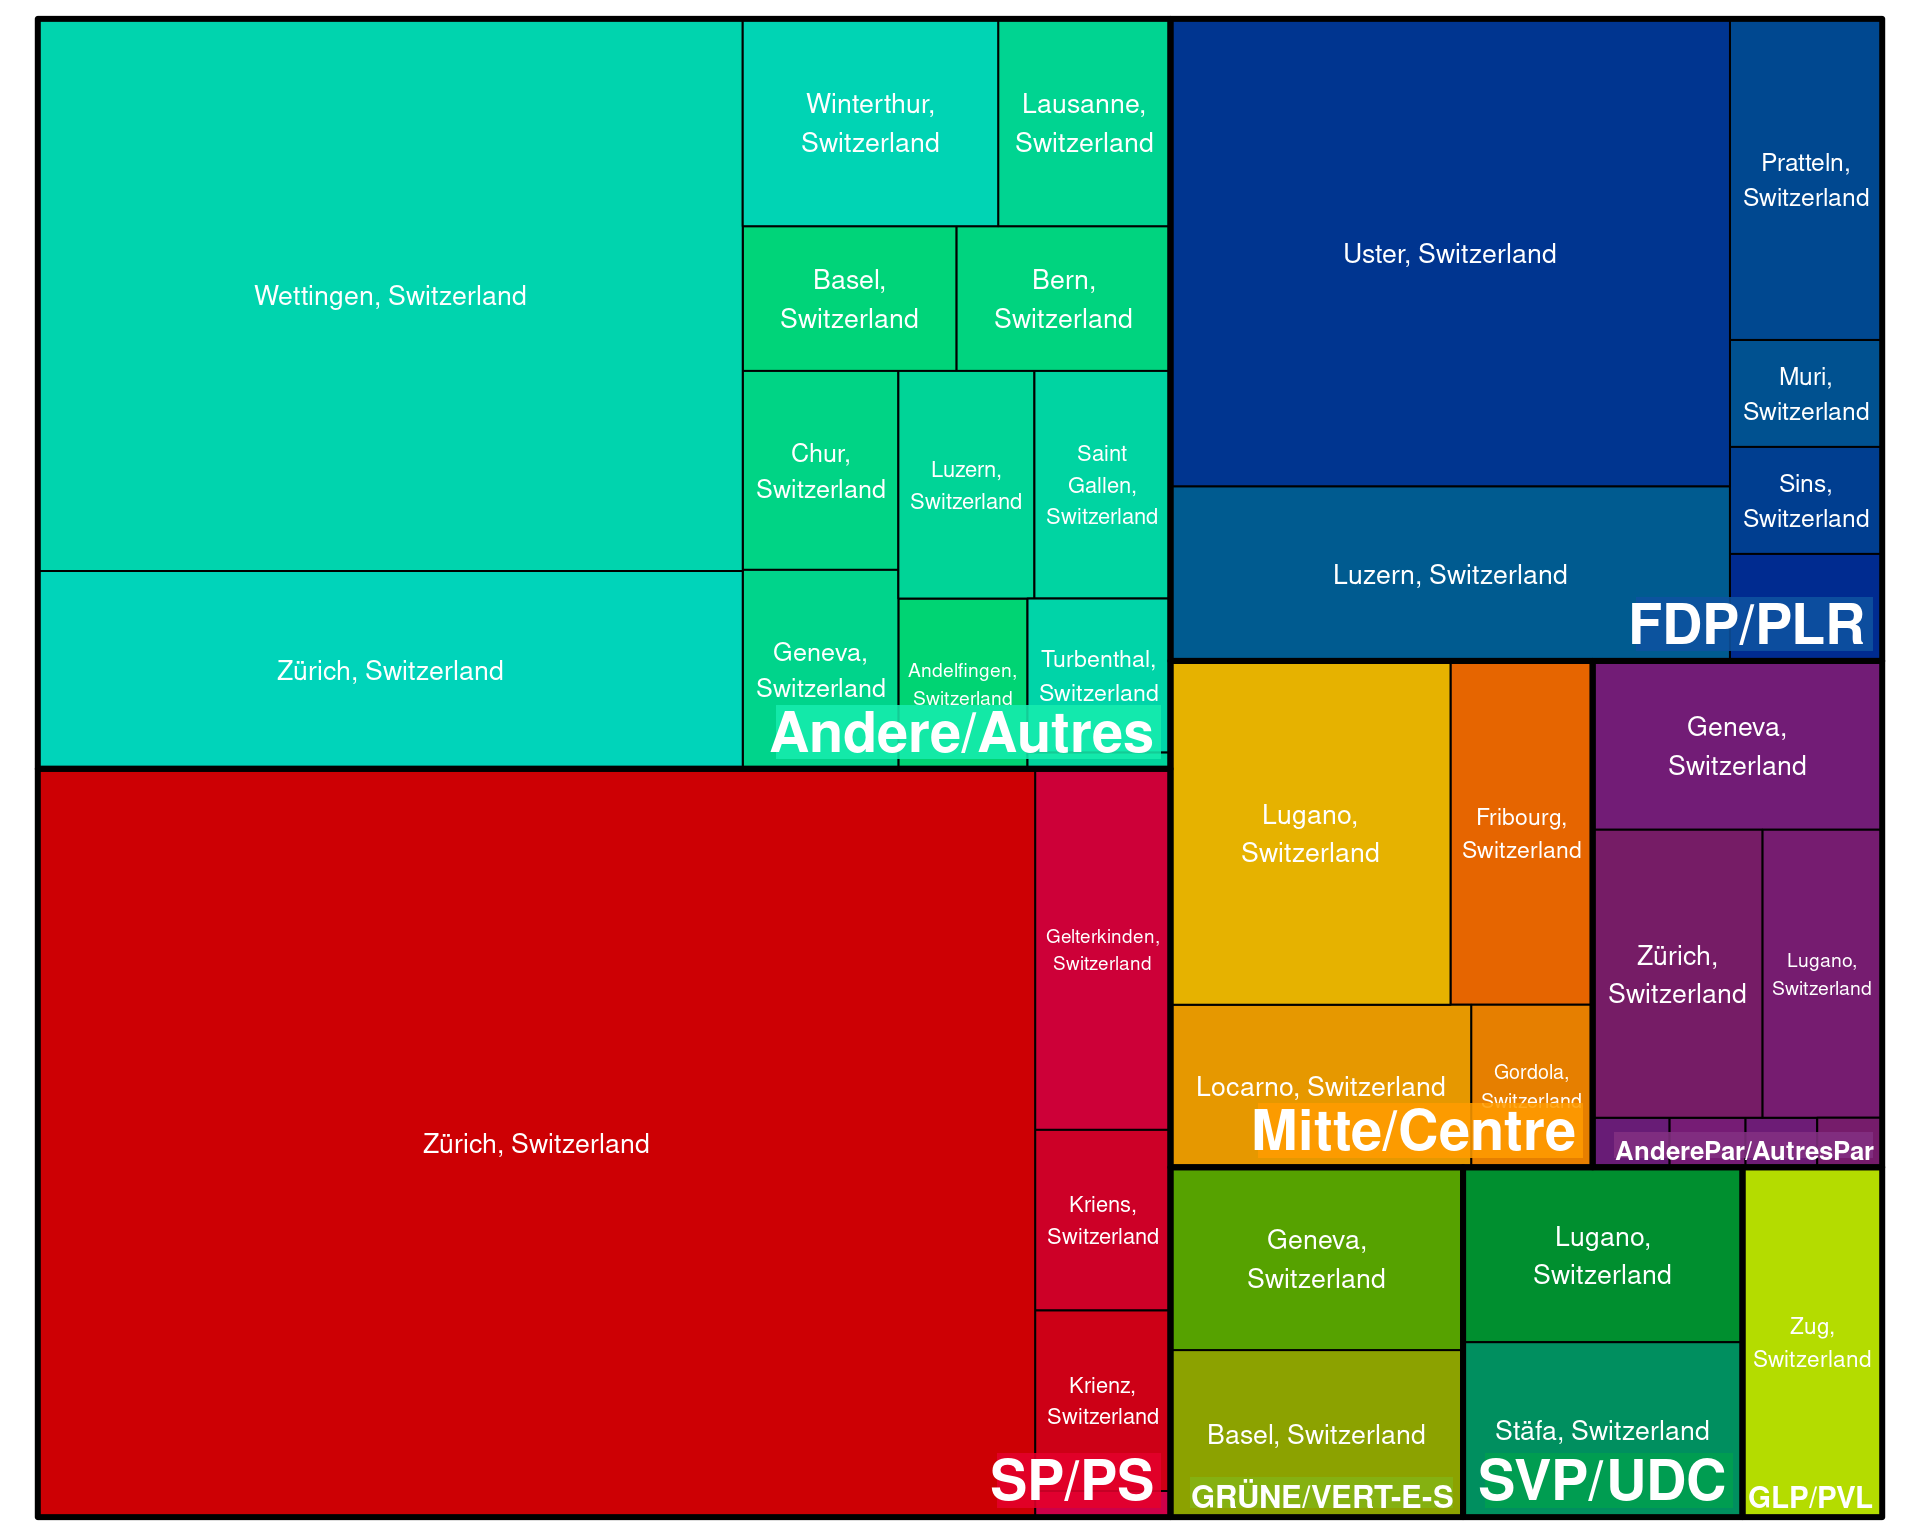 Wettingen, Switzerland
Zürich, Switzerland
Winterthur,
Switzerland
Lausanne,
Switzerland
Basel,
Switzerland
Bern,
Switzerland
Chur,
Switzerland
Luzern,
Switzerland
Saint
Gallen,
Switzerland
Geneva,
Switzerland
Andelfingen,
Switzerland
Turbenthal,
Switzerland
Andere/Autres
Uster, Switzerland
Pratteln,
Switzerland
Muri,
Switzerland
Sins,
Switzerland
Luzern, Switzerland
FDP/PLR
Zürich, Switzerland
Gelterkinden,
Switzerland
Kriens,
Switzerland
Krienz,
Switzerland
SP/PS
Lugano,
Switzerland
Fribourg,
Switzerland
Locarno, Switzerland
Gordola,
Switzerland
Mitte/Centre
Geneva,
Switzerland
Zürich,
Switzerland
Lugano,
Switzerland
AnderePar/AutresPar
Geneva,
Switzerland
Basel, Switzerland
GRÜNE/VERT-E-S
Lugano,
Switzerland
Stäfa, Switzerland
SVP/UDC
Zug,
Switzerland
GLP/PVL